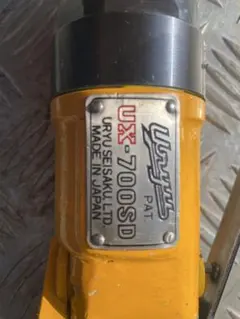 Uryu
PAT.
UX-700SD
URYU SEISAKU, LTD.
MADE IN JAPAN